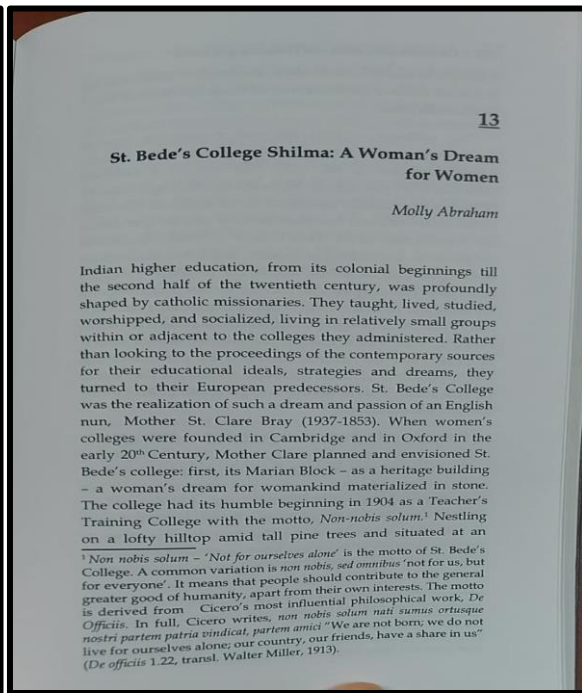 13
St. Bede's College Shilma: A Woman's Dream
for Women
Molly Abraham
Indian higher education, from its colonial beginnings till
the second half of the twentieth century, was profoundly
shaped by catholic missionaries. They taught, lived, studied,
worshipped, and socialized, living in relatively small groups
within or adjacent to the colleges they administered. Rather
than looking to the proceedings of the contemporary sources
for their educational ideals, strategies and dreams, they
turned to their European predecessors. St. Bede's College
was the realization of such a dream and passion of an English
nun, Mother St. Clare Bray (1937-1853). When women's
colleges were founded in Cambridge and in Oxford in the
early 20th Century, Mother Clare planned and envisioned St.
Bede's college: first, its Marian Block – as a heritage building
– a woman's dream for womankind materialized in stone.
The college had its humble beginning in 1904 as a Teacher's
Training College with the motto, Non-nobis solum.¹ Nestling
on a lofty hilltop amid tall pine trees and situated at an
¹ Non nobis solum – 'Not for ourselves alone' is the motto of St. Bede's
College. A common variation is non nobis, sed omnibus 'not for us, but
for everyone'. It means that people should contribute to the general
greater good of humanity, apart from their own interests. The motto
is derived from Cicero's most influential philosophical work, De
Officiis. In full, Cicero writes, non nobis solum nati sumus ortusque
nostri partem patria vindicat, partem amici "We are not born; we do not
live for ourselves alone; our country, our friends, have a share in us"
(De officiis 1.22, transl. Walter Miller, 1913).